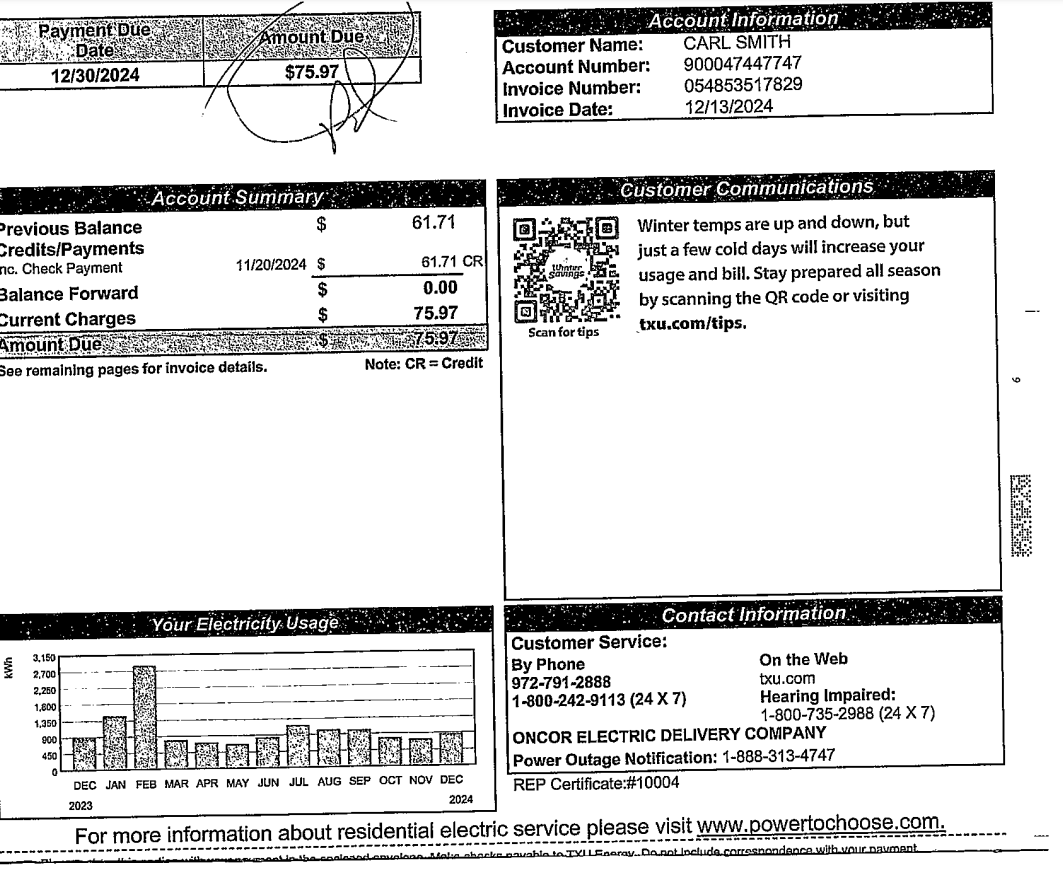 Payment Due
Date
Amount Due
12/30/2024
$75.97
Account Information
Customer Name: CARL SMITH
Account Number: 900047447747
Invoice Number: 054853517829
Invoice Date: 12/13/2024
Account Summary
Previous Balance $ 61.71
Credits/Payments
nc. Check Payment 11/20/2024 $ 61.71 CR
Balance Forward $ 0.00
Current Charges $ 75.97
Amount Due $ 75.97
See remaining pages for invoice details. Note: CR = Credit
Customer Communications
Winter Savings
Scan for tips
Winter temps are up and down, but
just a few cold days will increase your
usage and bill. Stay prepared all season
by scanning the QR code or visiting
txu.com/tips.
Your Electricity Usage
kWh
3,150
2,700
2,250
1,800
1,350
900
450
0
DEC JAN FEB MAR APR MAY JUN JUL AUG SEP OCT NOV DEC
2023 2024
Contact Information
Customer Service:
By Phone
972-791-2888
1-800-242-9113 (24 X 7)
On the Web
txu.com
Hearing Impaired:
1-800-735-2988 (24 X 7)
ONCOR ELECTRIC DELIVERY COMPANY
Power Outage Notification: 1-888-313-4747
REP Certificate:#10004
For more information about residential electric service please visit www.powertochoose.com.
payment in the enclosed envelope. Make checks payable to TXU Energy. Do not include correspondence with your payment.